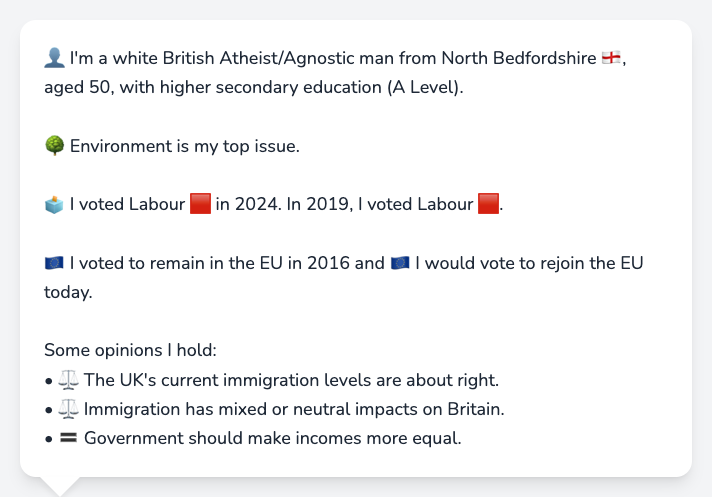 👤 I'm a white British Atheist/Agnostic man from North Bedfordshire 🏴󠁧󠁢󠁥󠁮󠁧󠁿,
aged 50, with higher secondary education (A Level).
🌳 Environment is my top issue.
🗳️ I voted Labour 🟥 in 2024. In 2019, I voted Labour 🟥.
🇪🇺 I voted to remain in the EU in 2016 and 🇪🇺 I would vote to rejoin the EU
today.
Some opinions I hold:
• ⚖️ The UK's current immigration levels are about right.
• ⚖️ Immigration has mixed or neutral impacts on Britain.
• 🟰 Government should make incomes more equal.